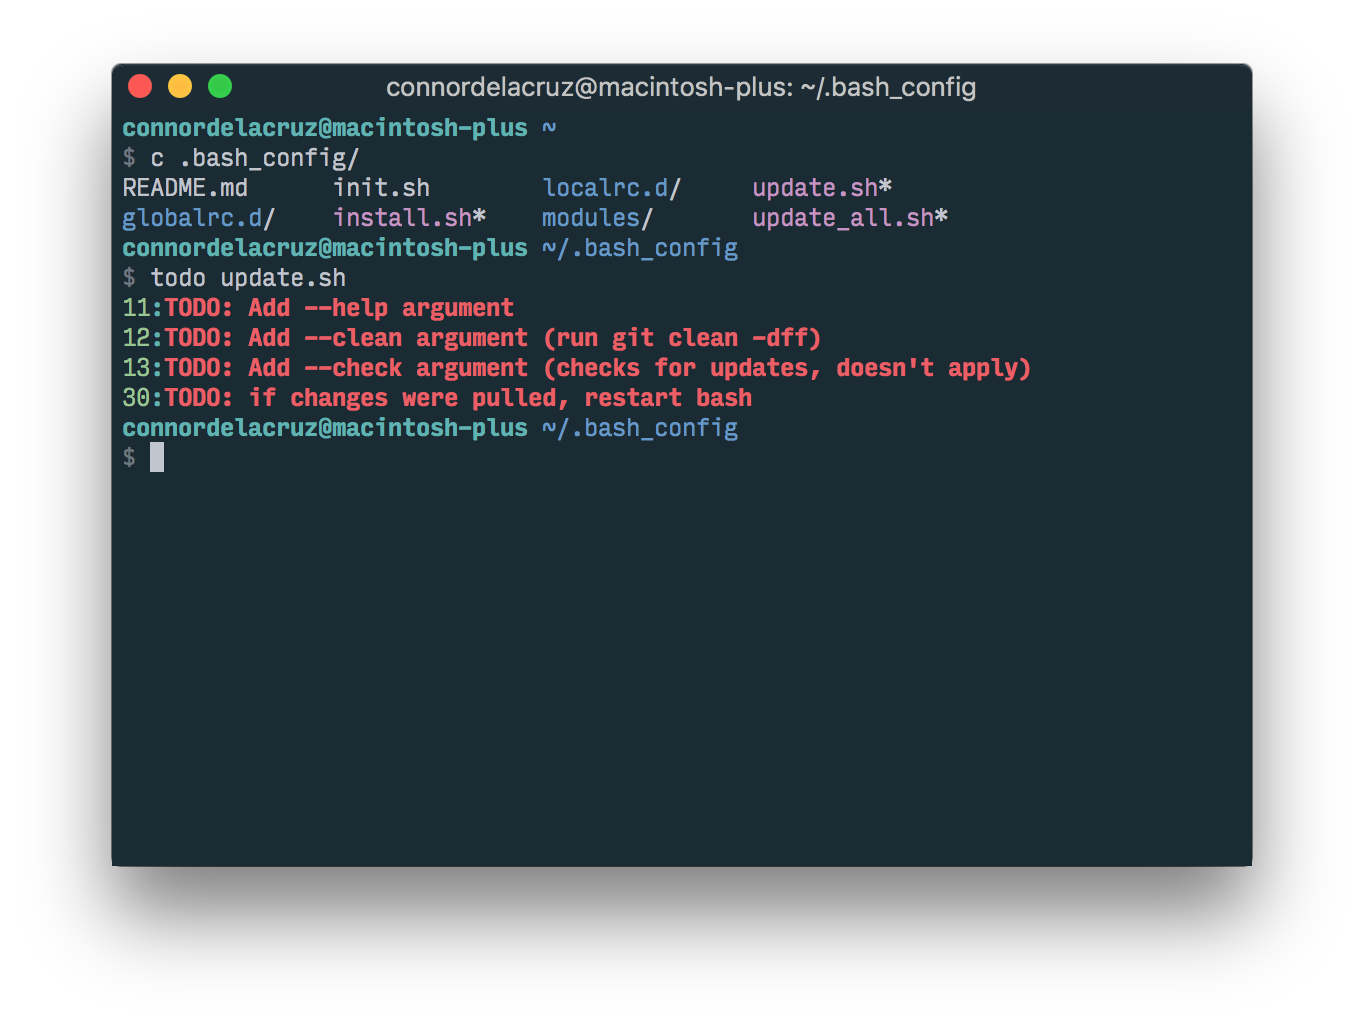 connordelacruz@macintosh-plus: ~/.bash_config
connordelacruz@macintosh-plus ~
$ c .bash_config/
README.md      init.sh        localrc.d/     update.sh*
globalrc.d/    install.sh*    modules/       update_all.sh*
connordelacruz@macintosh-plus ~/.bash_config
$ todo update.sh
11:TODO: Add --help argument
12:TODO: Add --clean argument (run git clean -dff)
13:TODO: Add --check argument (checks for updates, doesn't apply)
30:TODO: if changes were pulled, restart bash
connordelacruz@macintosh-plus ~/.bash_config
$